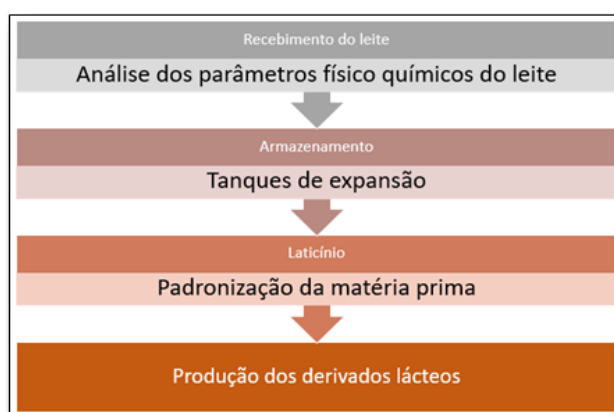 Recebimento do leite
Análise dos parâmetros físico químicos do leite
Armazenamento
Tanques de expansão
Laticínio
Padronização da matéria prima
Produção dos derivados lácteos